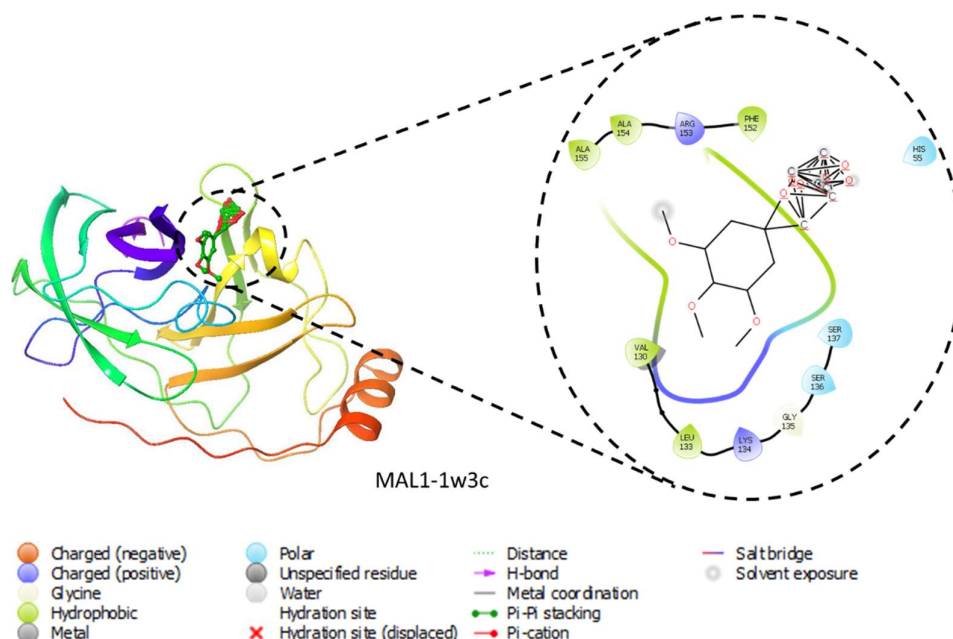 PHE
152
ARG
153
ALA
154
ALA
155
HIS
55
C
O
O
O
O
O
VAL
130
SER
137
SER
136
GLY
135
LYS
134
LEU
133
MAL1-1w3c
Charged (negative)
Charged (positive)
Glycine
Hydrophobic
Metal
Polar
Unspecified residue
Water
Hydration site
Hydration site (displaced)
Distance
H-bond
Metal coordination
Pi-Pi stacking
Pi-cation
Salt bridge
Solvent exposure